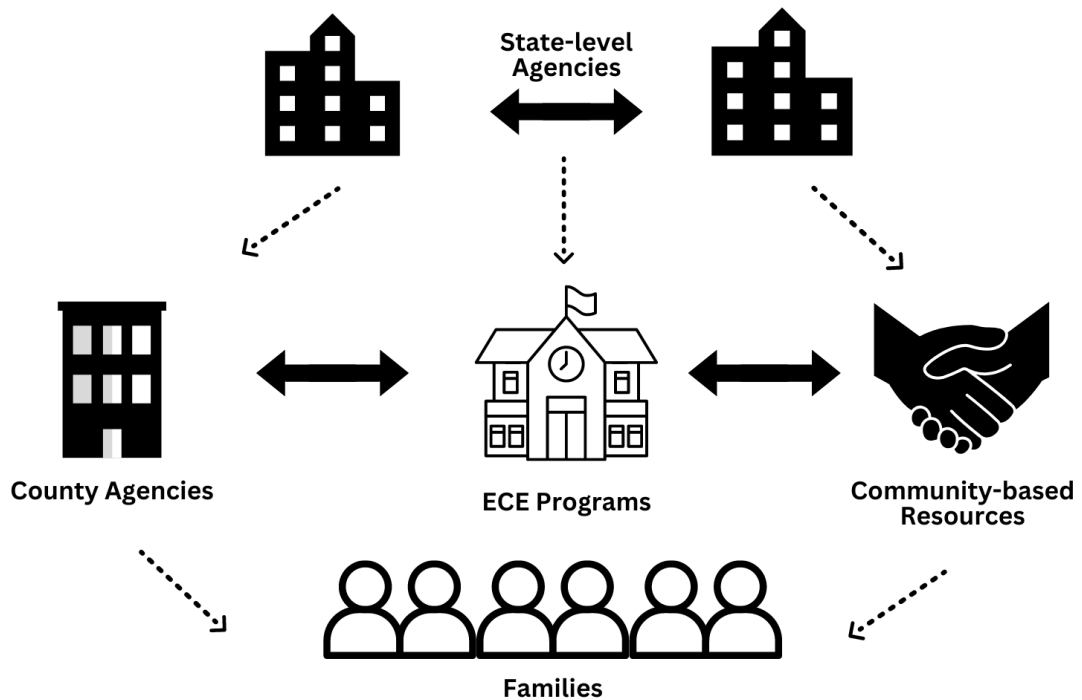 State-level
Agencies
County Agencies
ECE Programs
Community-based
Resources
Families